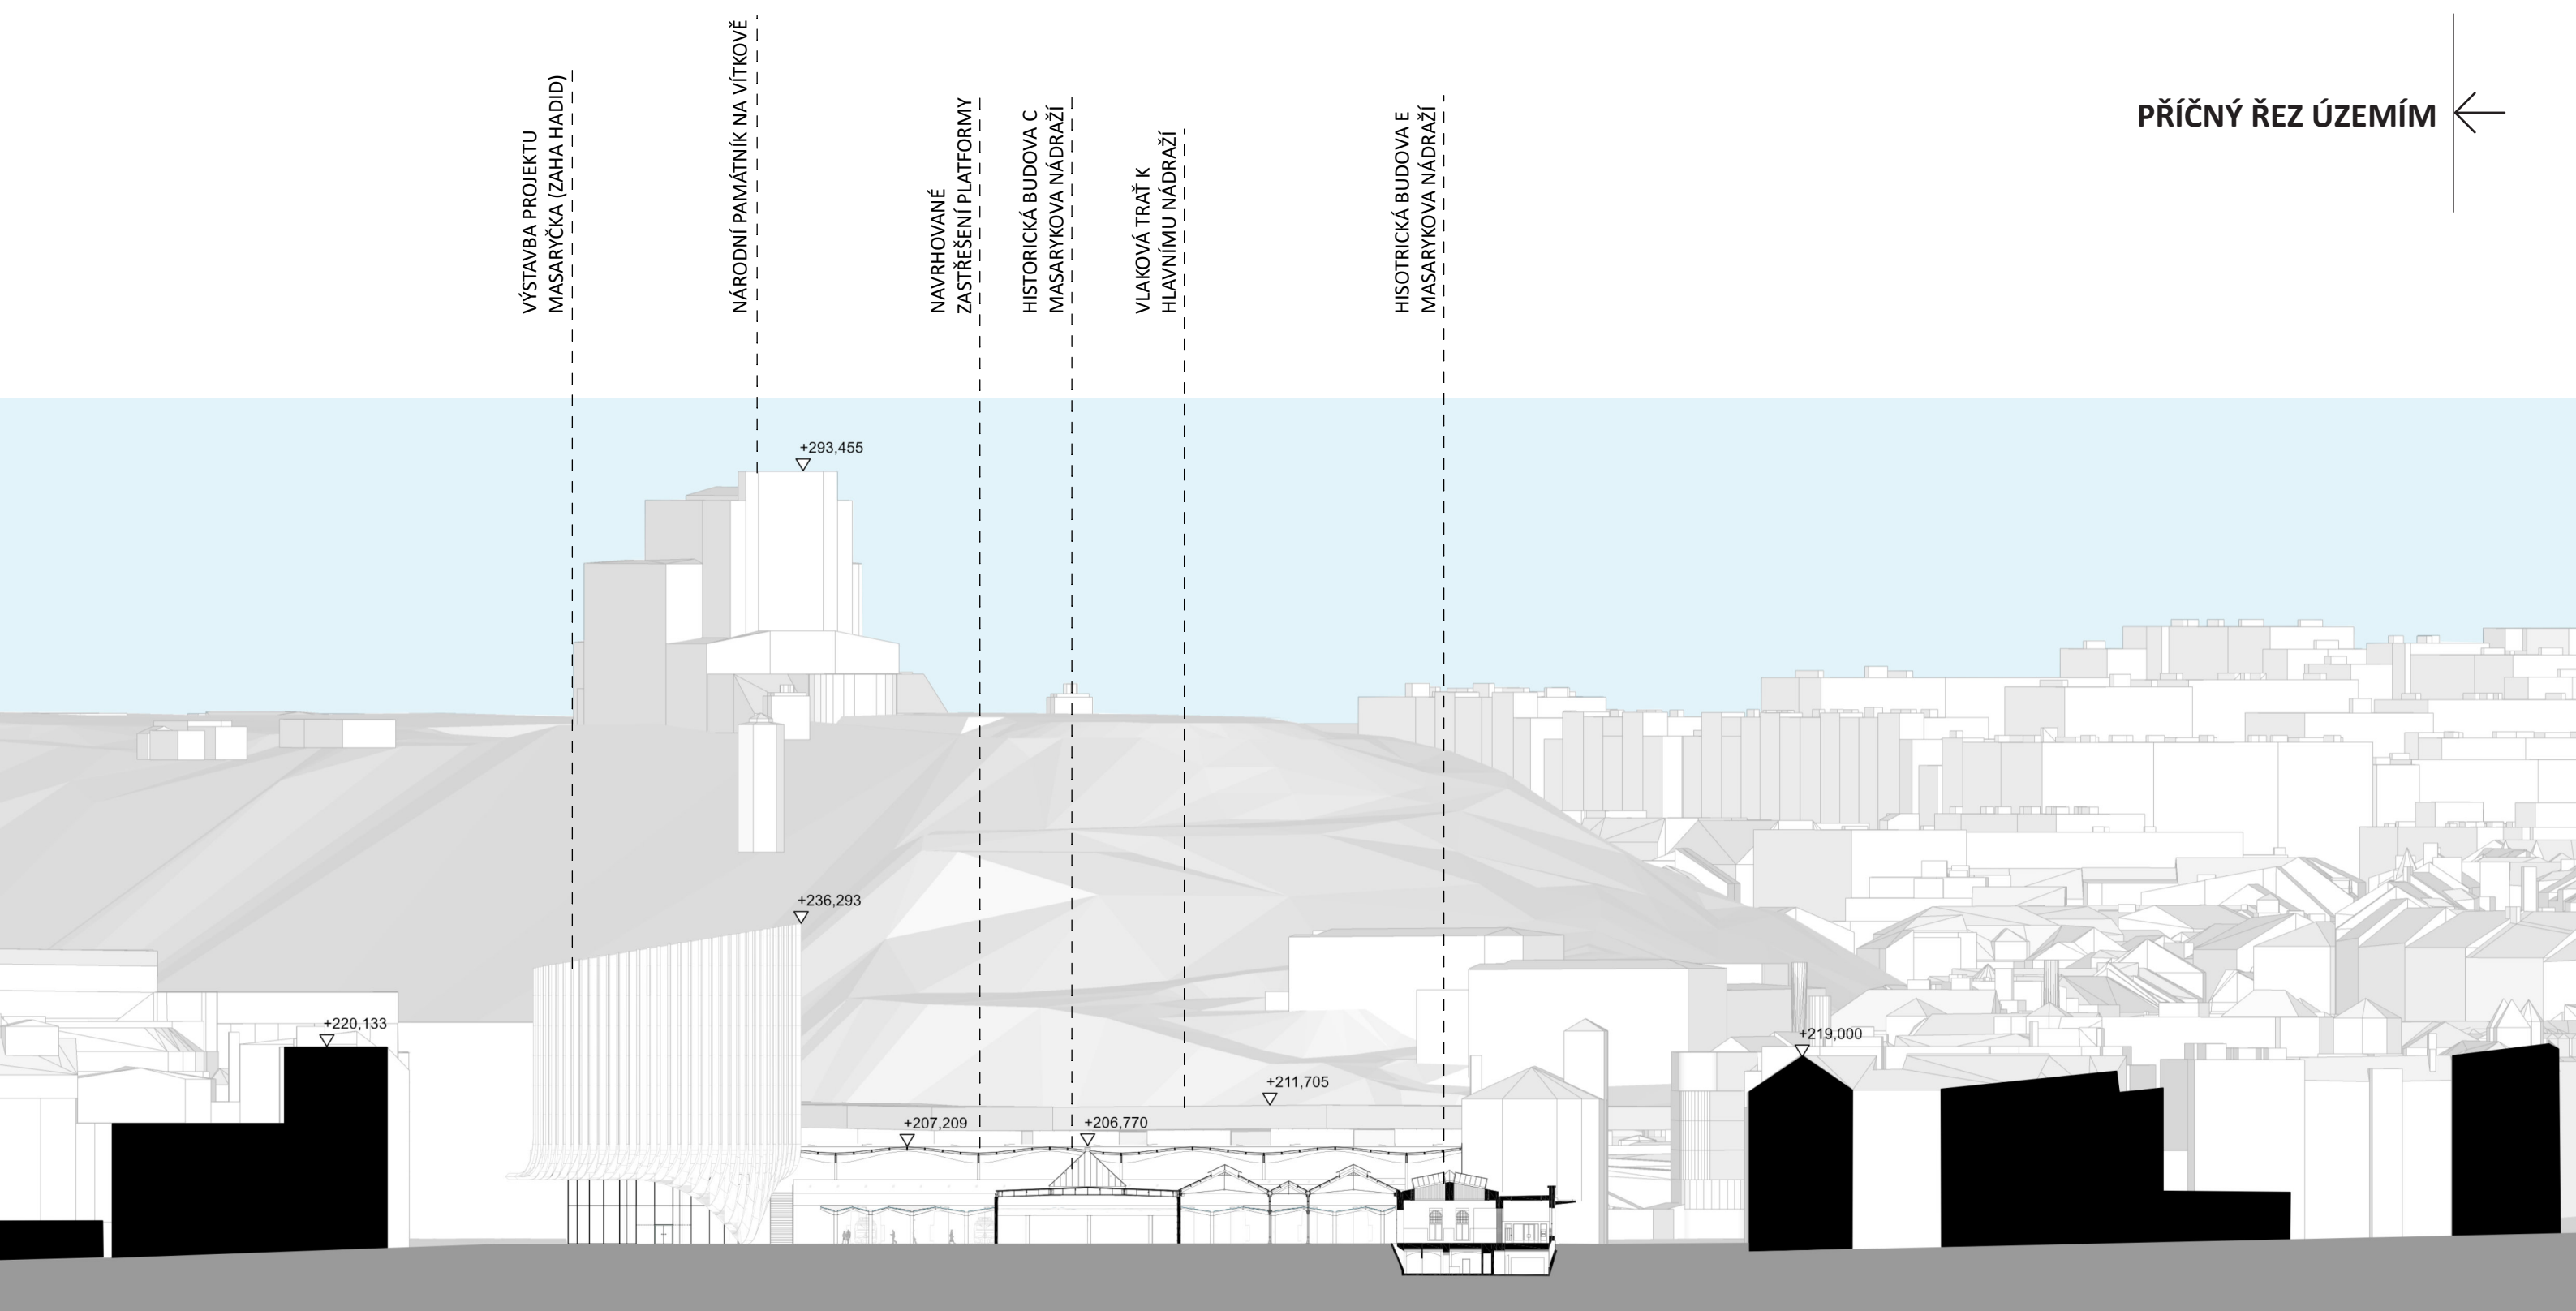 VÝSTAVBA PROJEKTU
MASARYČKA (ZAHA HADID)
NÁRODNÍ PAMÁTNÍK NA VÍTKOVĚ
NAVRHOVANÉ
ZASTŘEŠENÍ PLATFORMY
HISTORICKÁ BUDOVA C
MASARYKOVA NÁDRAŽÍ
VLAKOVÁ TRAŤ K
HLAVNÍMU NÁDRAŽÍ
HISOTRICKÁ BUDOVA E
MASARYKOVA NÁDRAŽÍ
PŘÍČNÝ ŘEZ ÚZEMÍM
+293,455
+236,293
+220,133
+219,000
+211,705
+207,209
+206,770